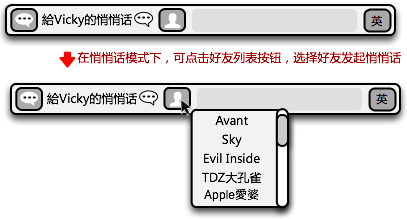 給Vicky的悄悄话 英
在悄悄话模式下，可点击好友列表按钮，选择好友发起悄悄话
給Vicky的悄悄话 英
Avant
Sky
Evil Inside
TDZ大孔雀
Apple愛婆